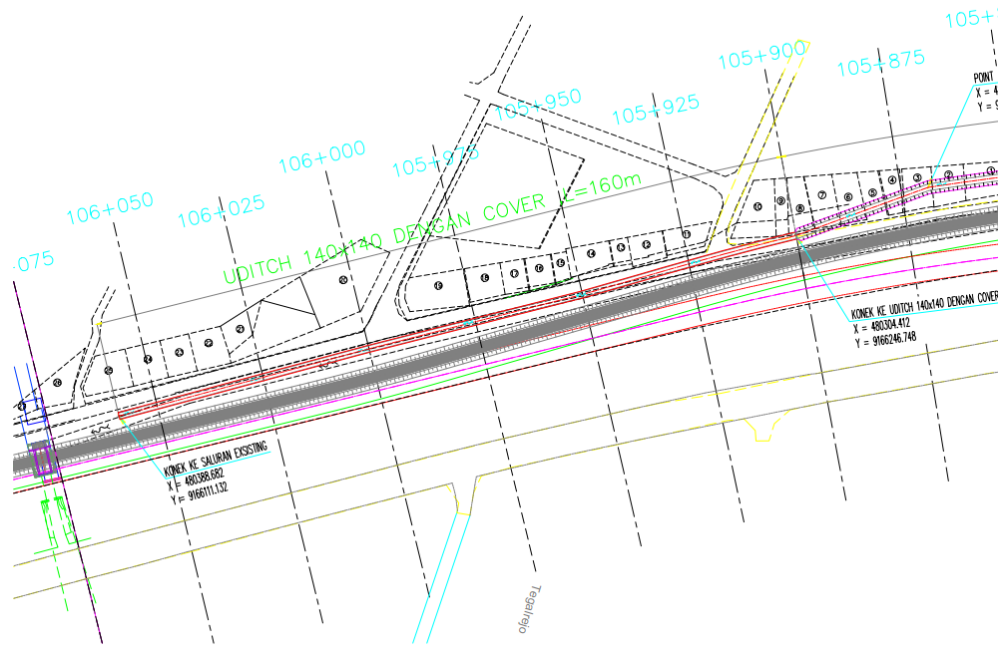 105+
105+900
105+875
POINT
X = 4
Y = 9
105+950
105+925
106+000
105+975
106+050
106+025
075
UDITCH 140x140 DENGAN COVER L=160m
KONEK KE UDITCH 140x140 DENGAN COVER
X = 480304.412
Y = 9166246.748
KONEK KE SALURAN EXSISTING
X = 480388.682
Y = 9166111.132
Tegalrejo